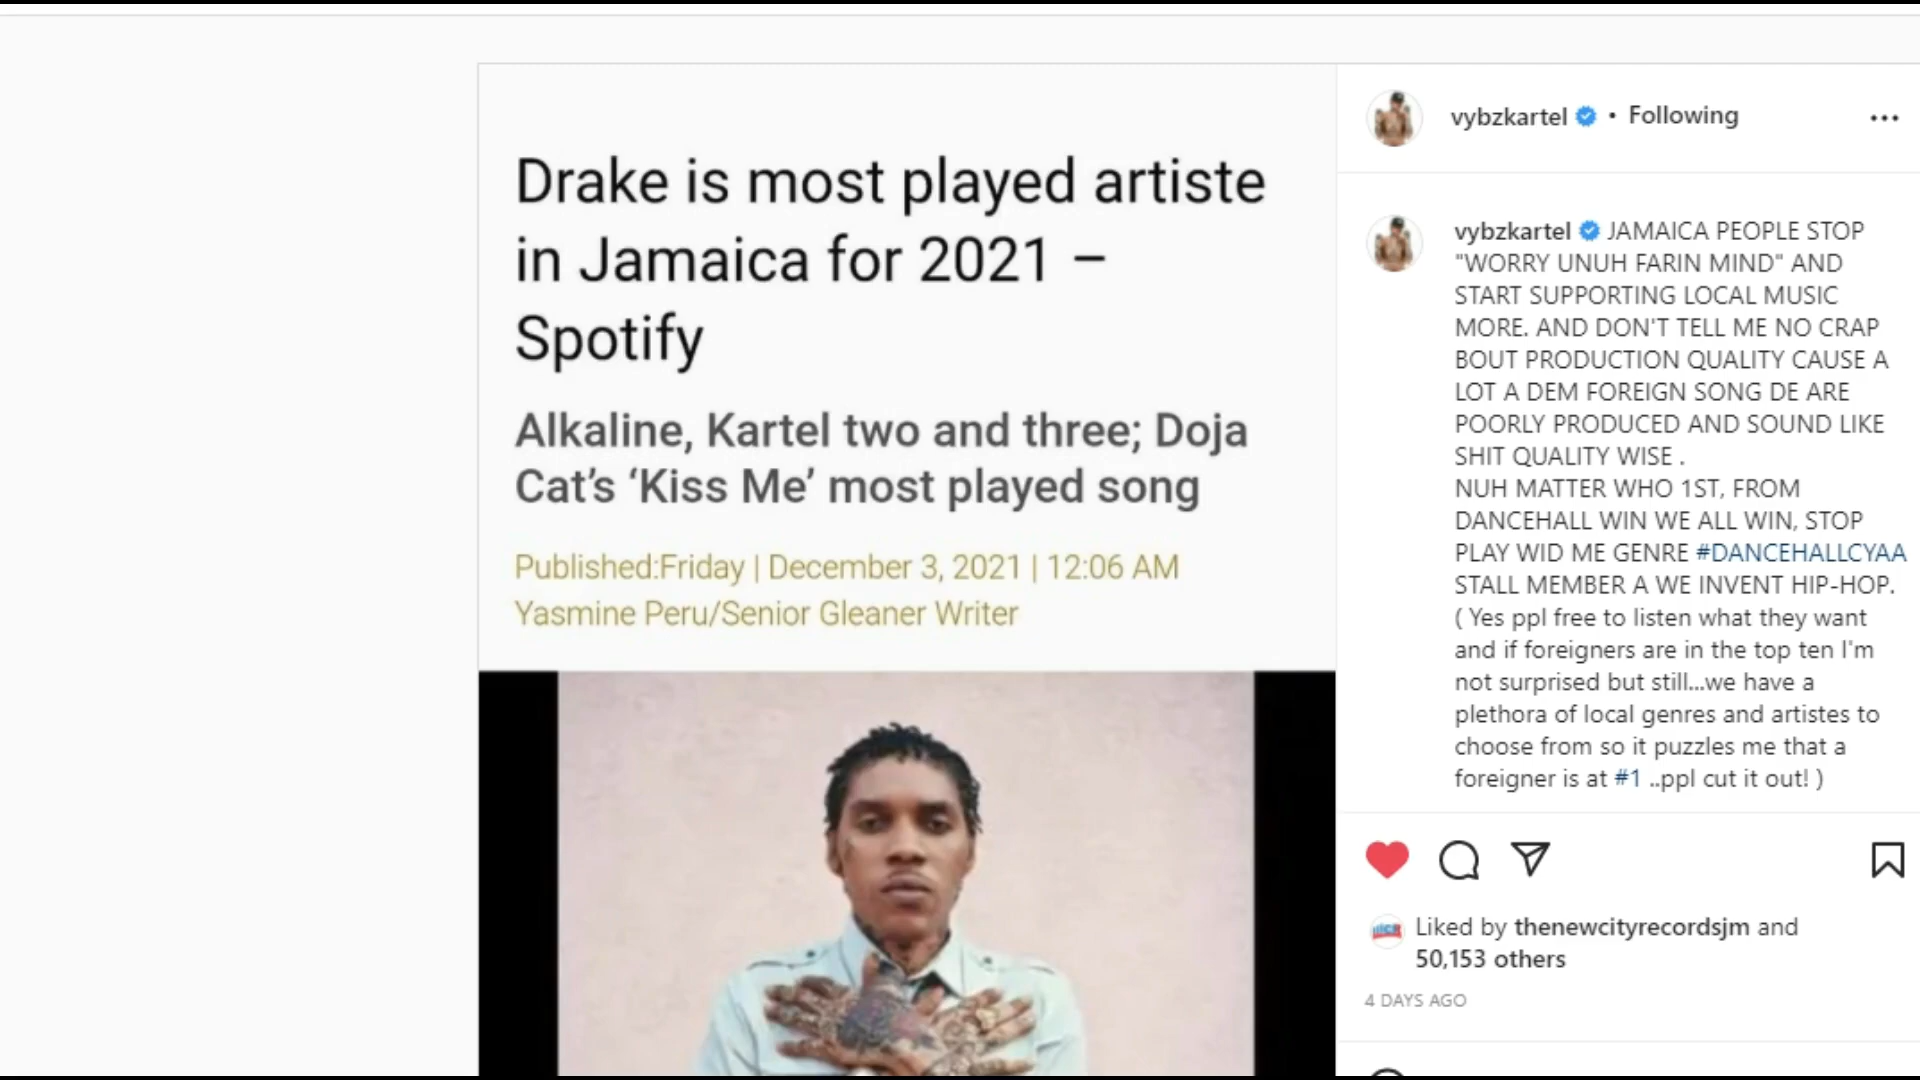 Drake is most played artiste
in Jamaica for 2021 –
Spotify
Alkaline, Kartel two and three; Doja
Cat’s ‘Kiss Me’ most played song
Published:Friday | December 3, 2021 | 12:06 AM
Yasmine Peru/Senior Gleaner Writer
vybzkartel • Following
vybzkartel JAMAICA PEOPLE STOP
"WORRY UNUH FARIN MIND" AND
START SUPPORTING LOCAL MUSIC
MORE. AND DON'T TELL ME NO CRAP
BOUT PRODUCTION QUALITY CAUSE A
LOT A DEM FOREIGN SONG DE ARE
POORLY PRODUCED AND SOUND LIKE
SHIT QUALITY WISE .
NUH MATTER WHO 1ST, FROM
DANCEHALL WIN WE ALL WIN, STOP
PLAY WID ME GENRE #DANCEHALLCYAA
STALL MEMBER A WE INVENT HIP-HOP.
( Yes ppl free to listen what they want
and if foreigners are in the top ten I'm
not surprised but still...we have a
plethora of local genres and artistes to
choose from so it puzzles me that a
foreigner is at #1 ..ppl cut it out! )
Liked by thenewcityrecordsjm and
50,153 others
4 DAYS AGO